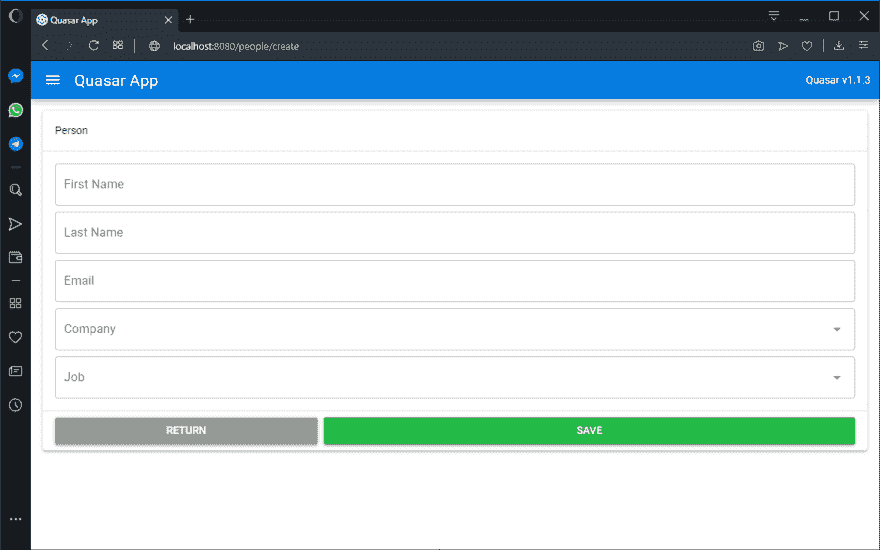 Quasar App
localhost:8080/people/create
Quasar App
Quasar v1.1.3
Person
First Name
Last Name
Email
Company
Job
RETURN
SAVE